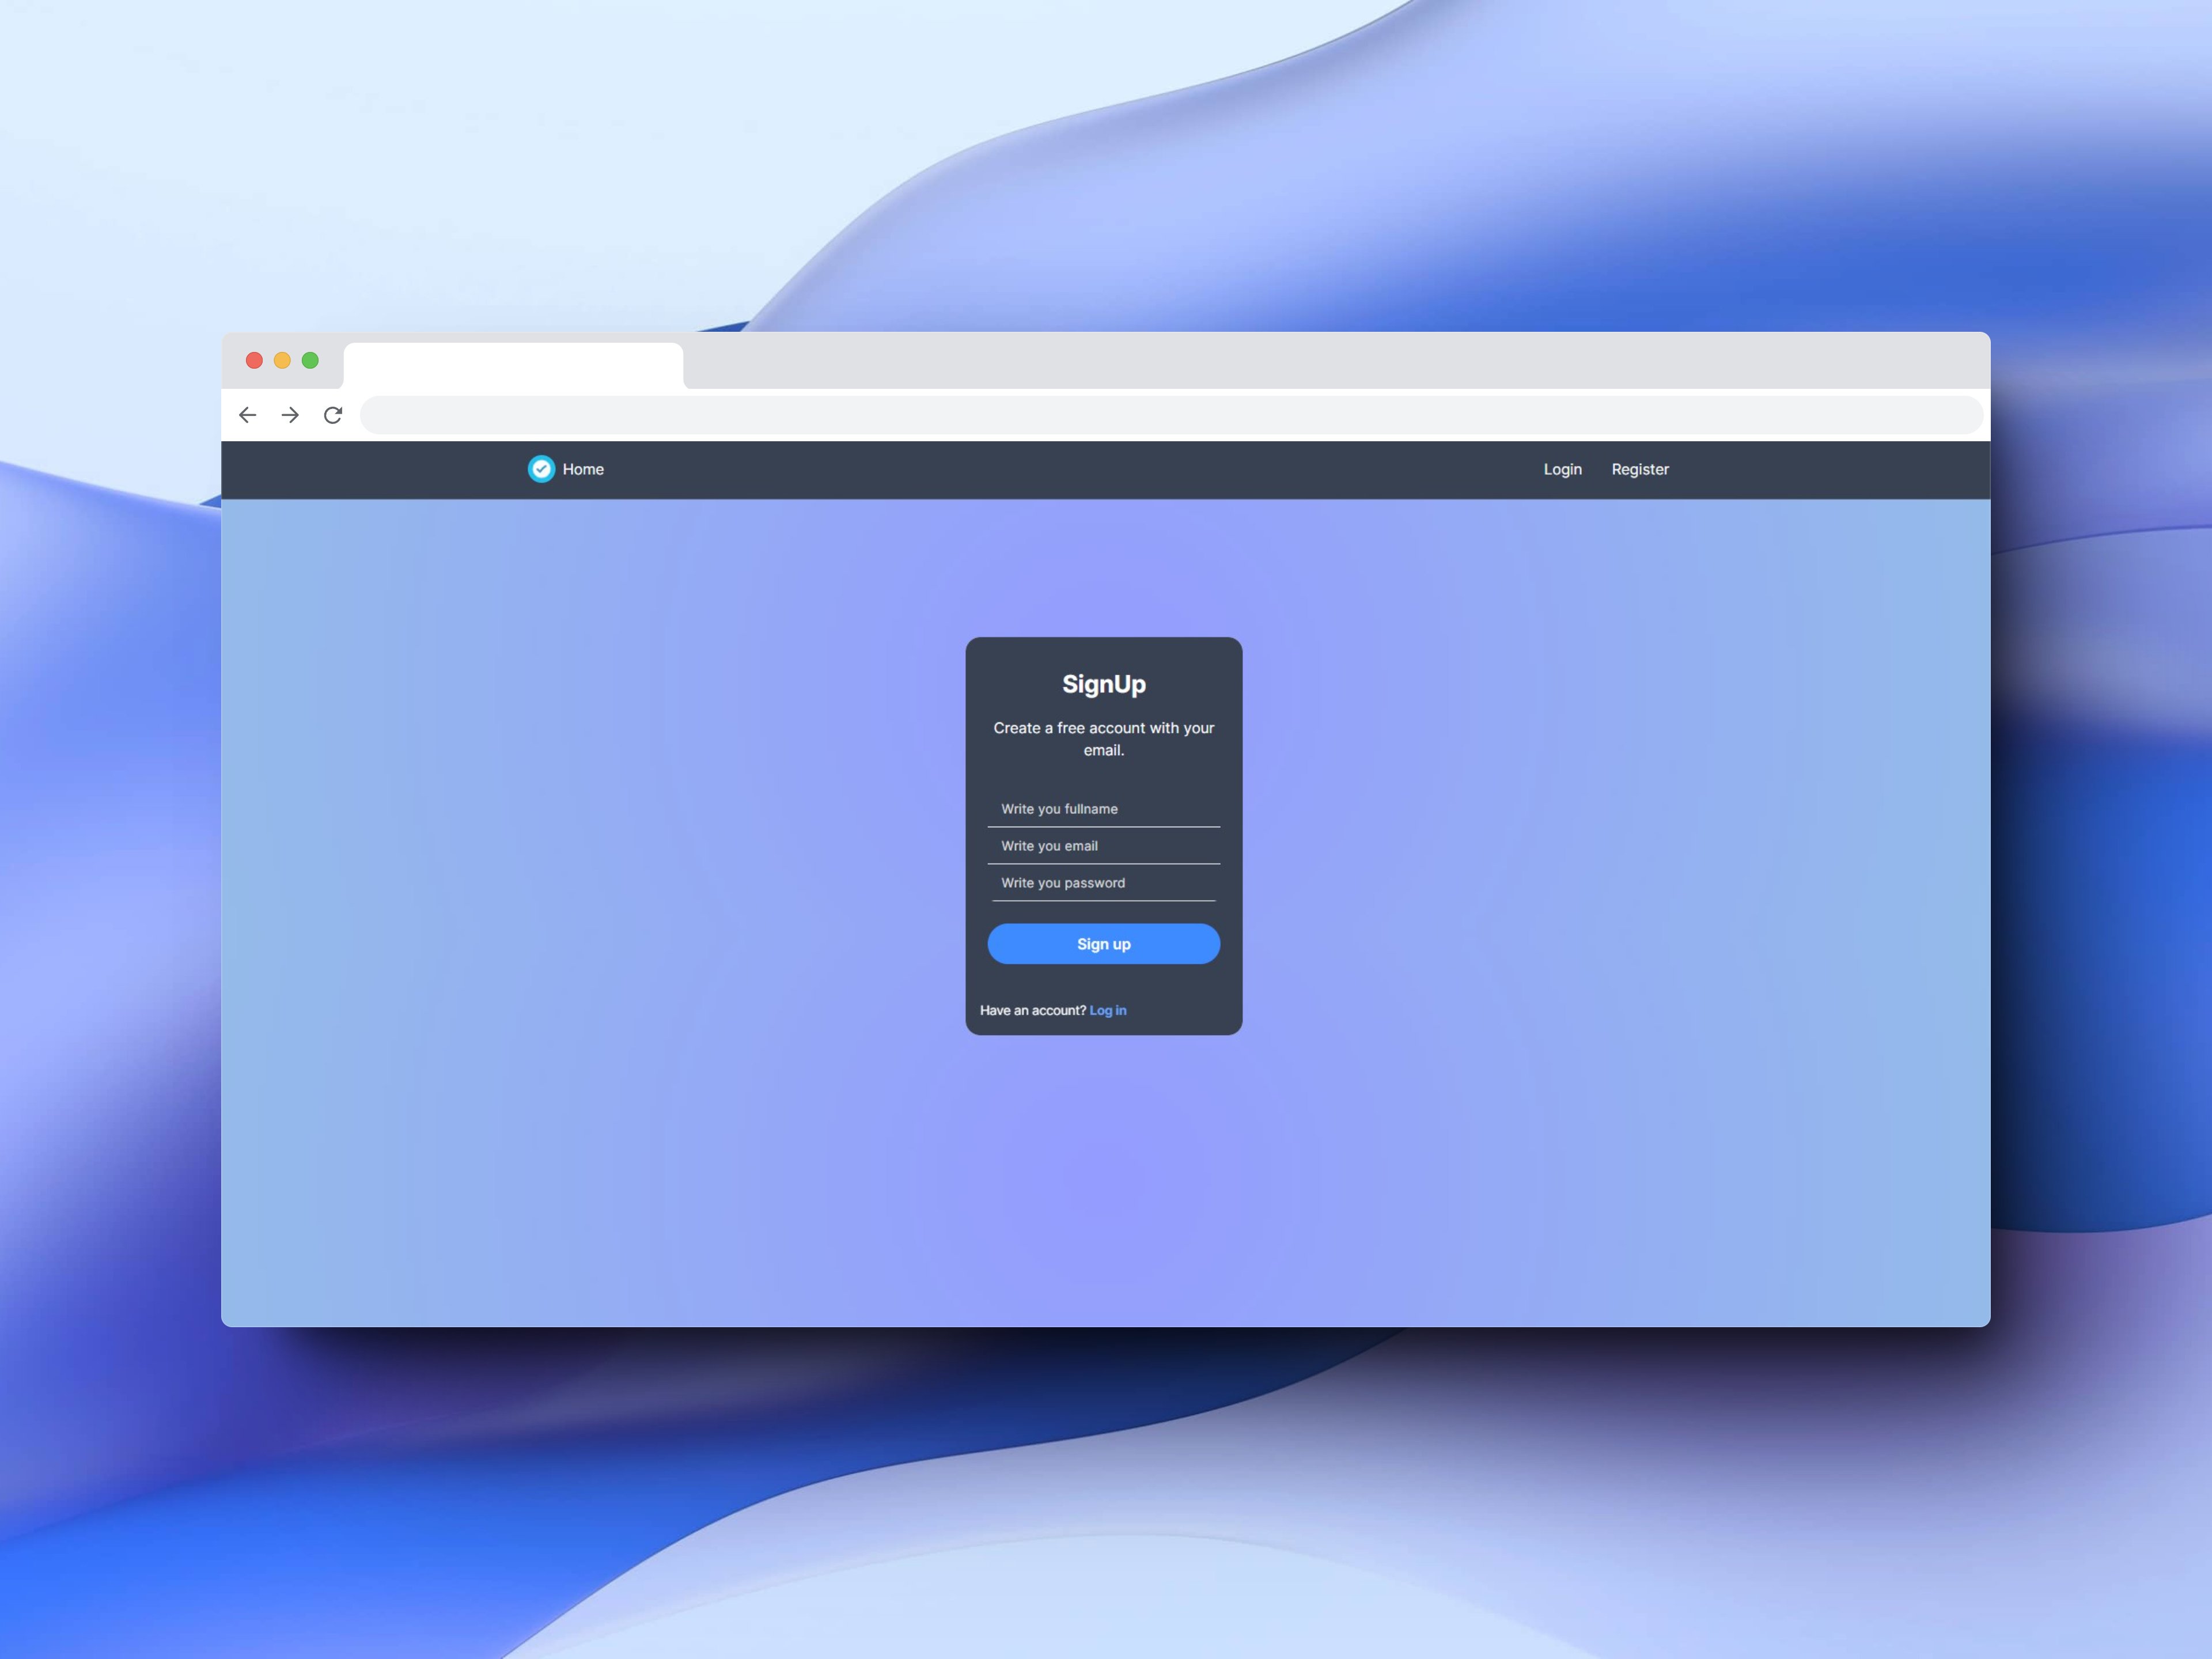 Home
Login
Register
SignUp
Create a free account with your
email.
Write you fullname
Write you email
Write you password
Sign up
Have an account? Log in